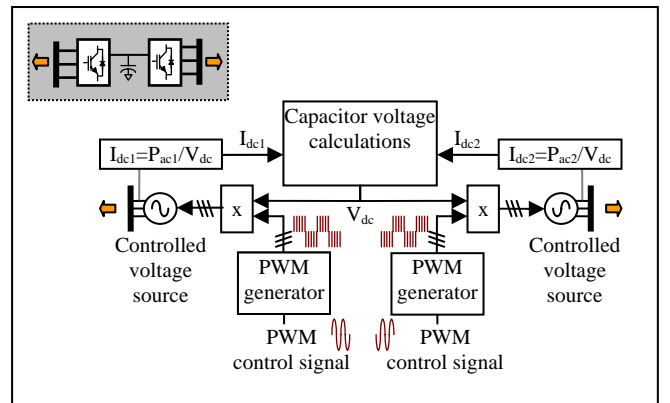 Capacitor voltage
calculations
I_dc1
I_dc2
I_dc1=P_ac1/V_dc
I_dc2=P_ac2/V_dc
x
V_dc
x
Controlled
voltage
source
PWM
generator
PWM
generator
Controlled
voltage
source
PWM
control signal
PWM
control signal